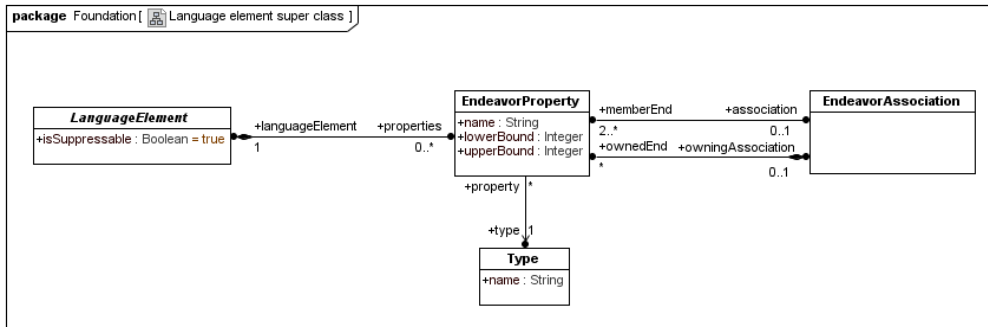 package Foundation[ Language element super class ]
LanguageElement
+isSuppressable : Boolean = true
+languageElement
1
+properties
0..*
EndeavorProperty
+name : String
+lowerBound : Integer
+upperBound : Integer
+memberEnd
2..*
+association
0..1
+ownedEnd
*
+owningAssociation
0..1
EndeavorAssociation
+property
*
+type
1
Type
+name : String